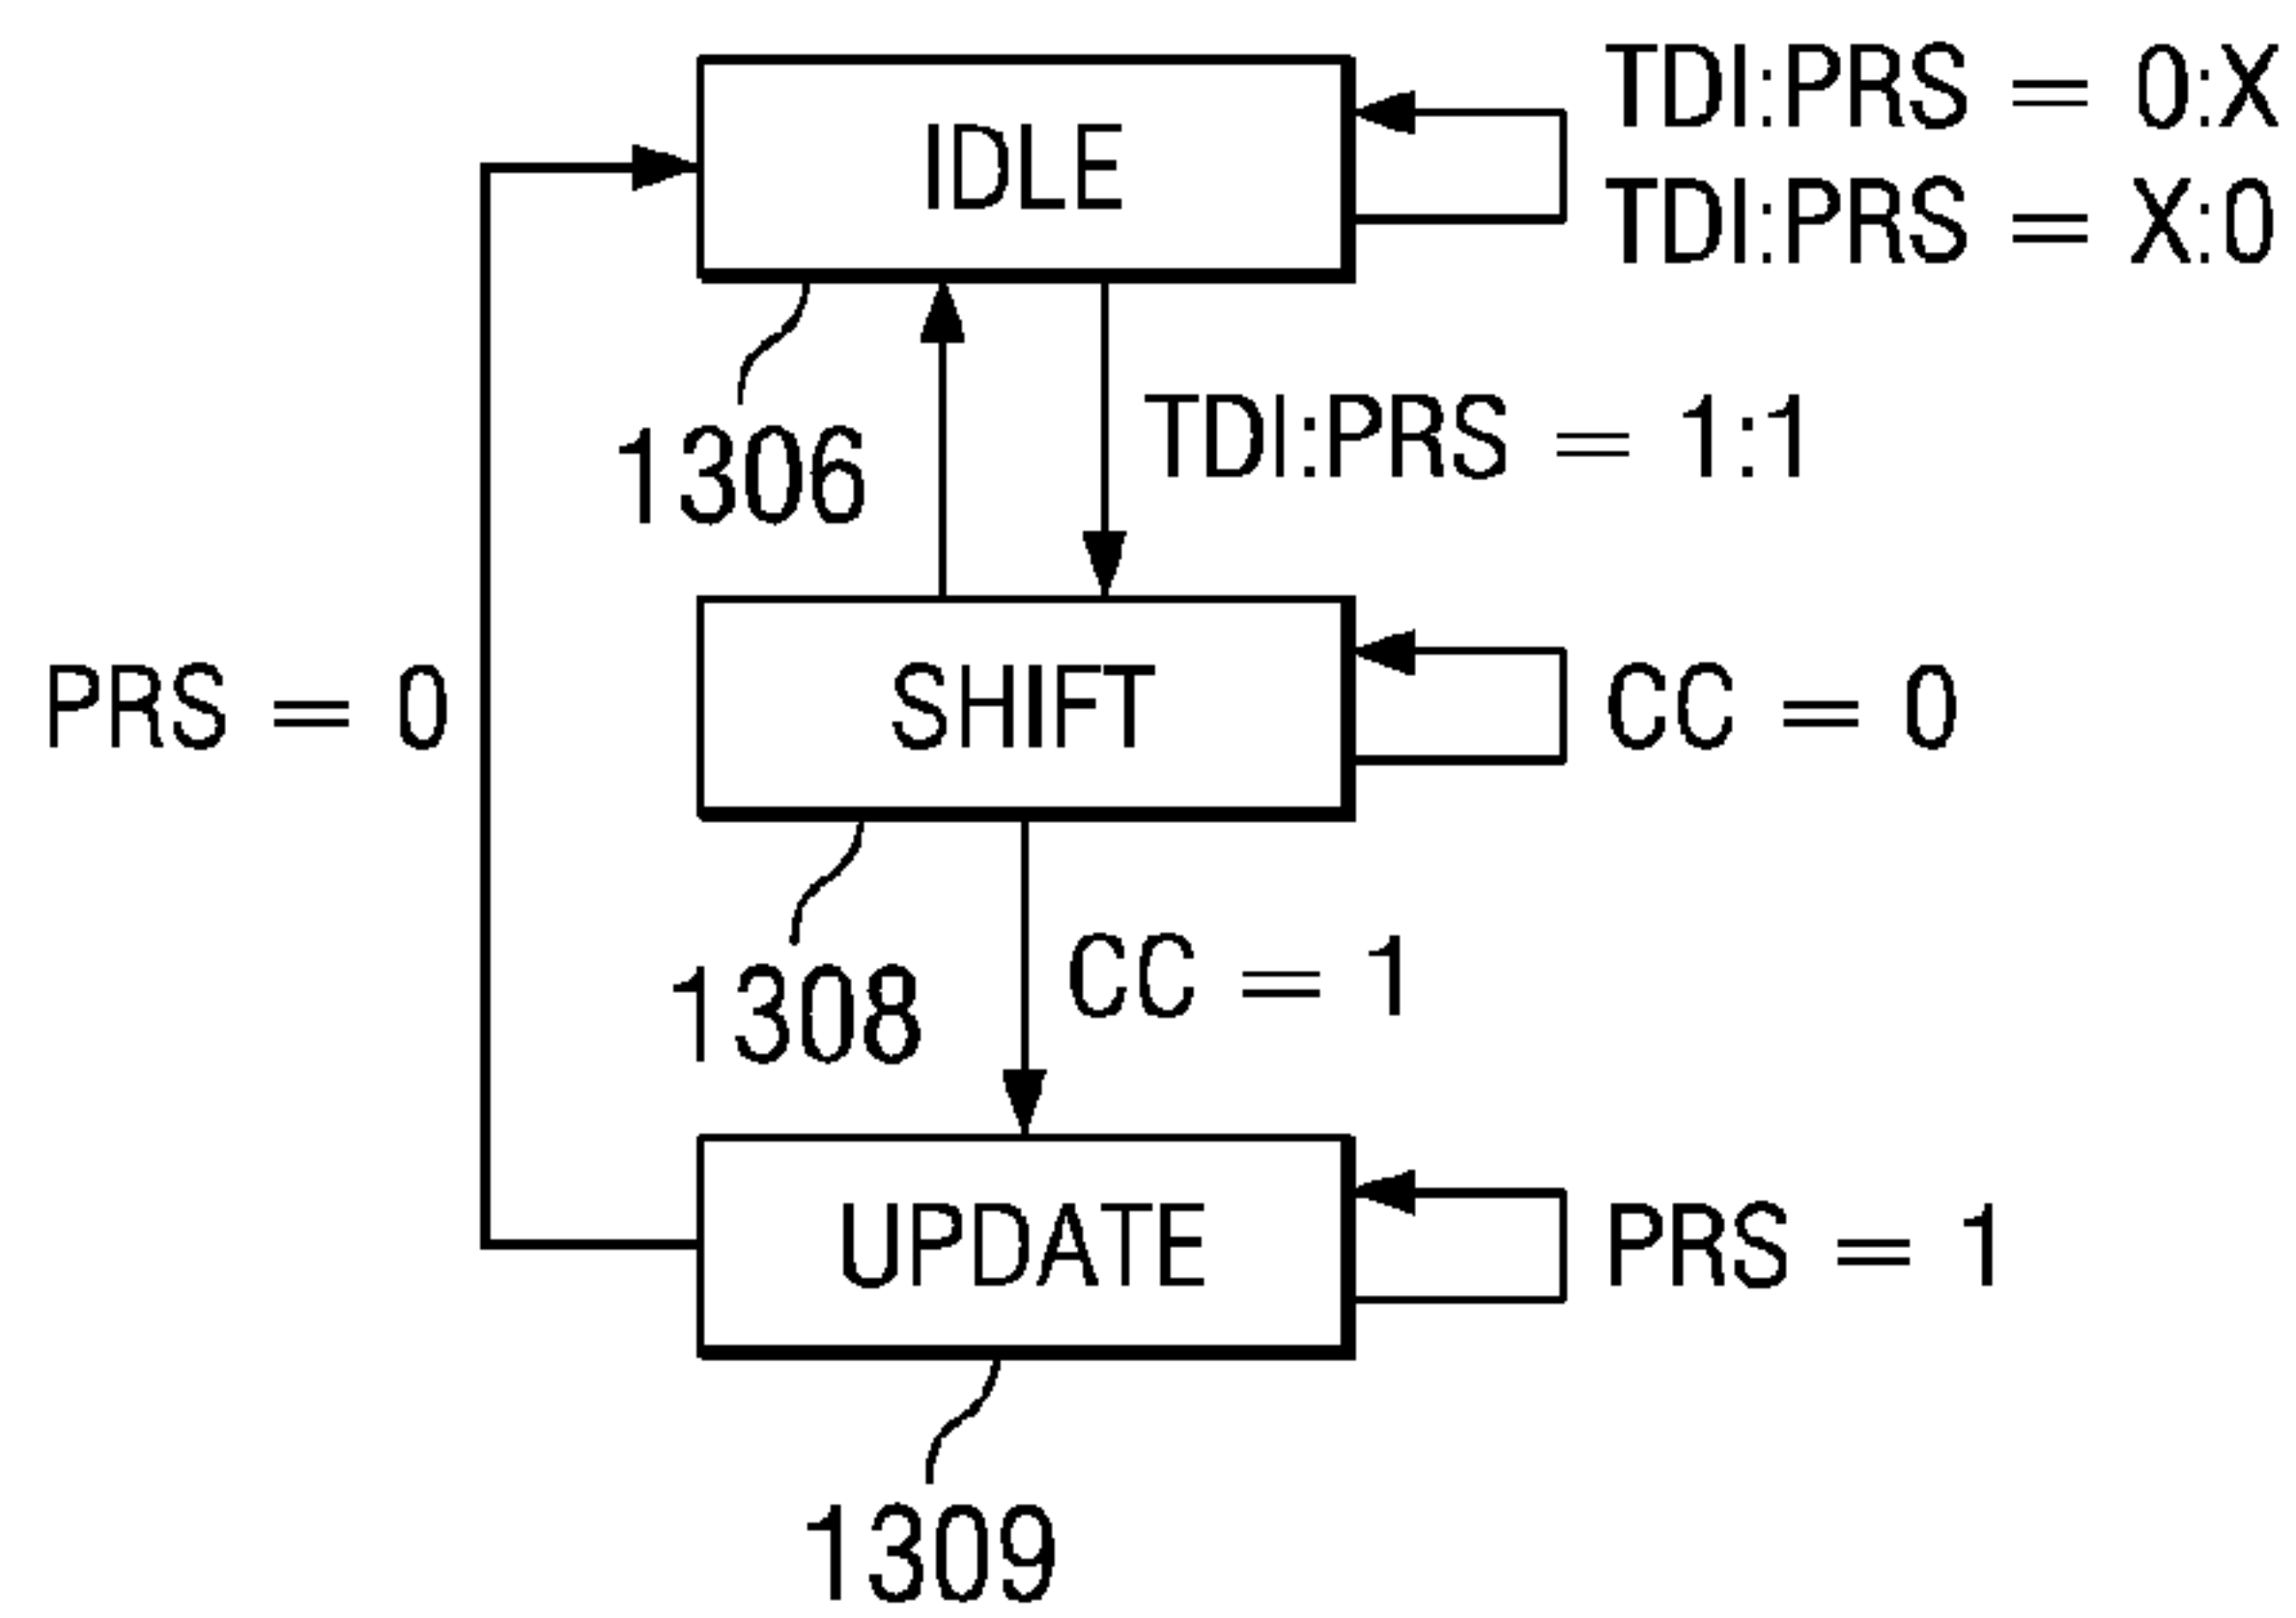 TDI:PRS = 0:X
IDLE
TDI:PRS = X:0
TDI:PRS = 1:1
1306
PRS = 0
SHIFT
CC = 0
CC = 1
1308
UPDATE
PRS = 1
1309